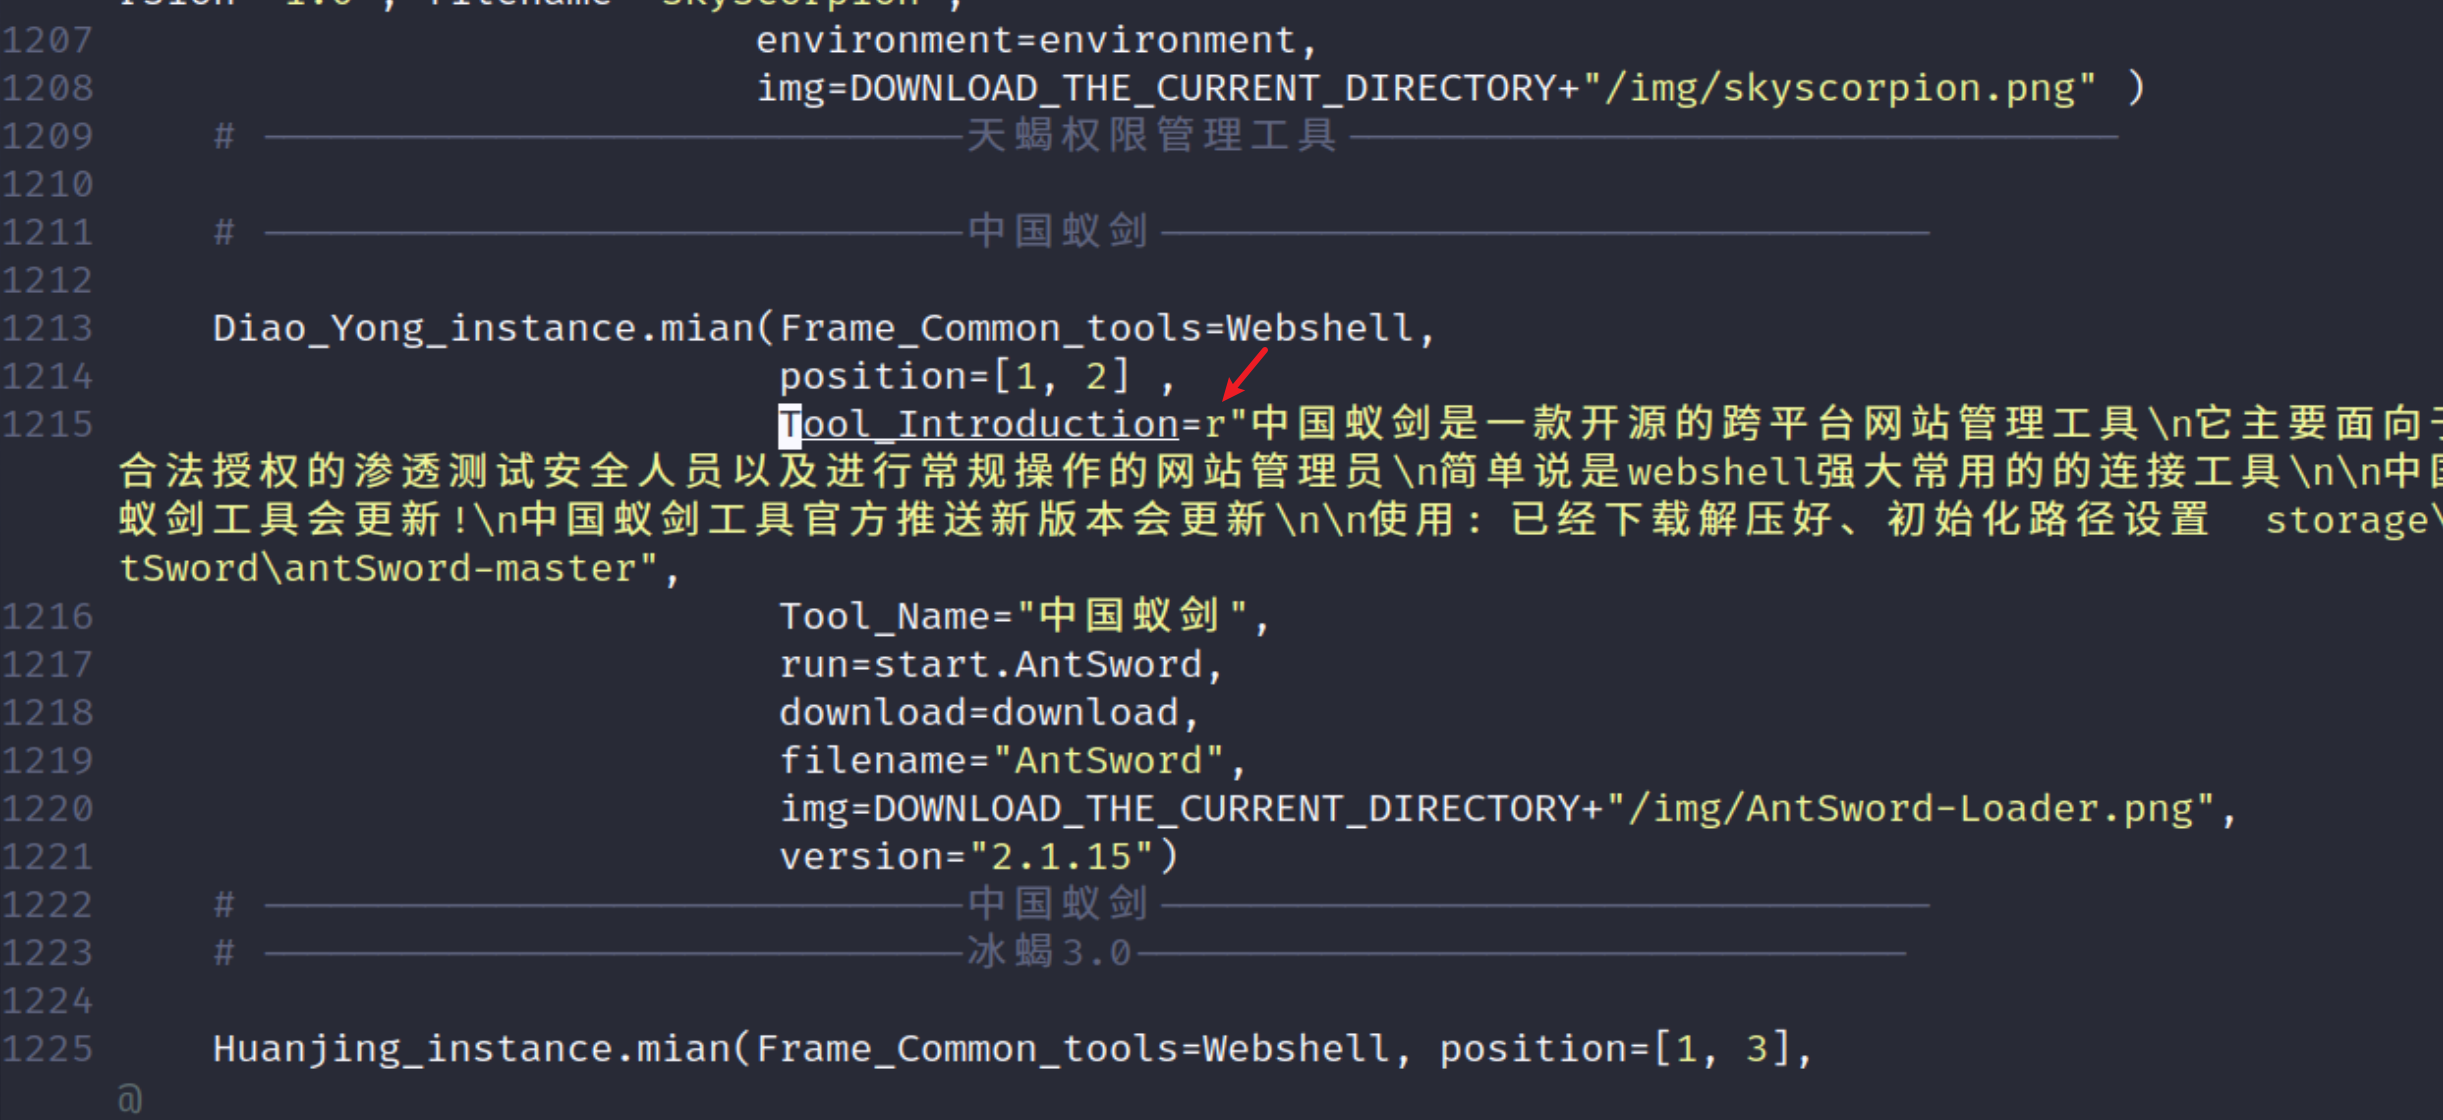 1207 environment=environment,
1208 img=DOWNLOAD_THE_CURRENT_DIRECTORY+"/img/skyscorpion.png" )
1209 # ——————————————————————————————天蝎权限管理工具—————————————————————————————————
1210
1211 # ——————————————————————————————中国蚁剑—————————————————————————————————
1212
1213 Diao_Yong_instance.mian(Frame_Common_tools=Webshell,
1214 position=[1, 2] ,
1215 Tool_Introduction=r"中国蚁剑是一款开源的跨平台网站管理工具\n它主要面向于
合法授权的渗透测试安全人员以及进行常规操作的网站管理员\n简单说是webshell强大常用的的连接工具\n\n中国
蚁剑工具会更新!\n中国蚁剑工具官方推送新版本会更新\n\n使用：已经下载解压好、初始化路径设置 storage\
tSword\antSword-master",
1216 Tool_Name="中国蚁剑",
1217 run=start.AntSword,
1218 download=download,
1219 filename="AntSword",
1220 img=DOWNLOAD_THE_CURRENT_DIRECTORY+"/img/AntSword-Loader.png",
1221 version="2.1.15")
1222 # ——————————————————————————————中国蚁剑—————————————————————————————————
1223 # ——————————————————————————————冰蝎3.0—————————————————————————————————
1224
1225 Huanjing_instance.mian(Frame_Common_tools=Webshell, position=[1, 3],
@